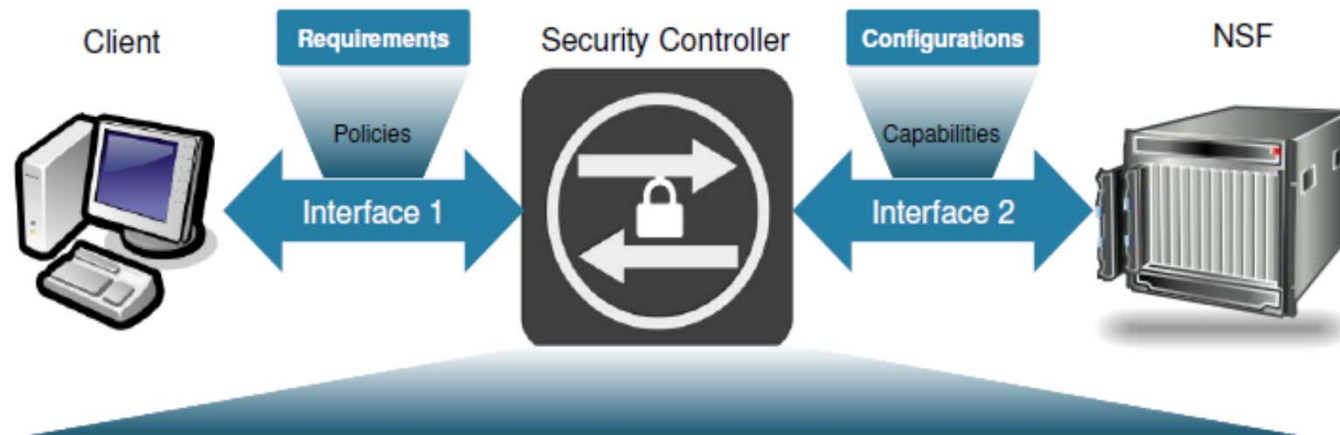 Client
Requirements
Security Controller
Configurations
NSF
Policies
Capabilities
Interface 1
Interface 2